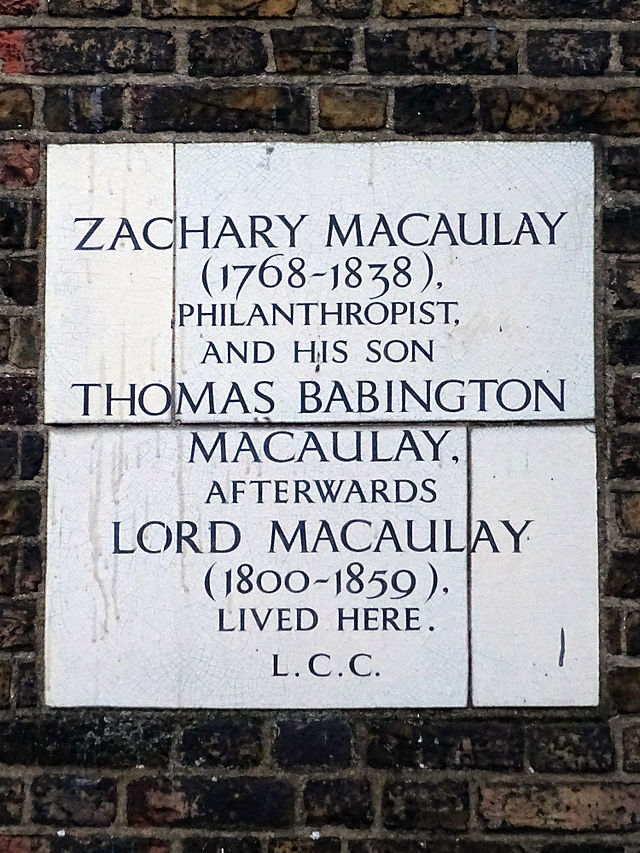 ZACHARY MACAULAY
(1768-1838),
PHILANTHROPIST,
AND HIS SON
THOMAS BABINGTON
MACAULAY,
AFTERWARDS
LORD MACAULAY
(1800-1859),
LIVED HERE.
L.C.C.